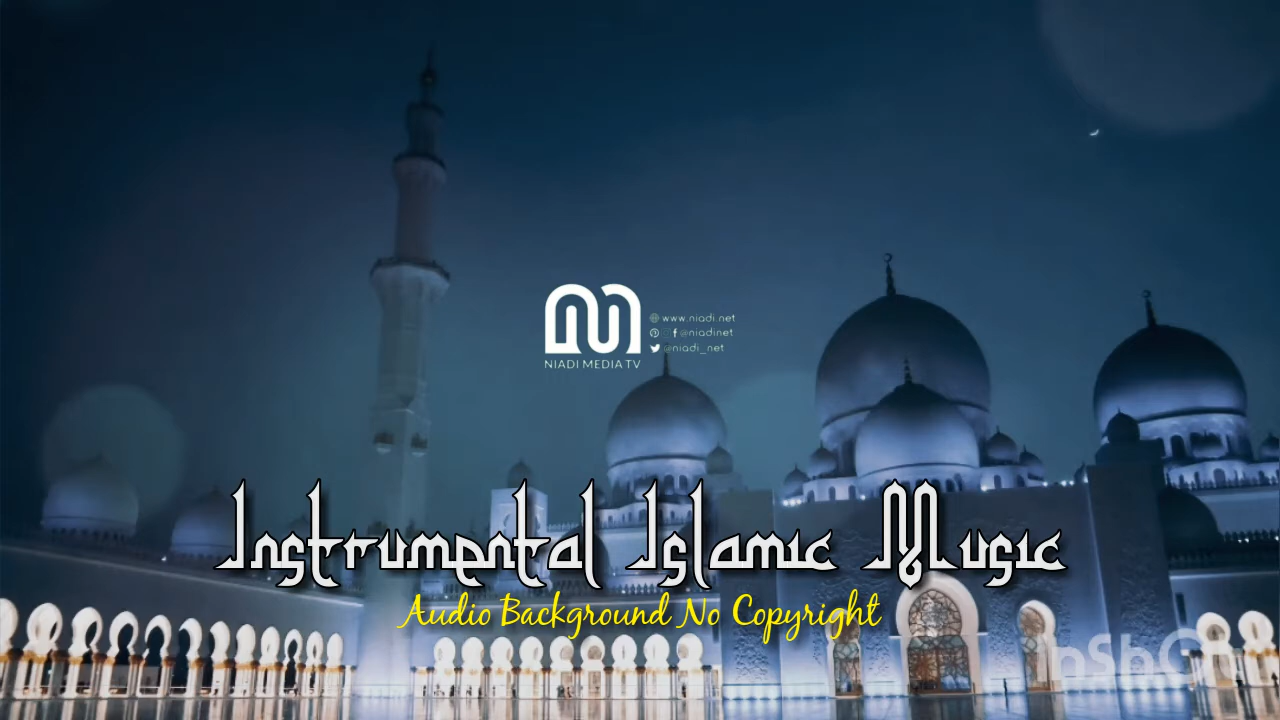 www.niadi.net
@niadinet
@niadi_net
NIADI MEDIA TV
Instrumental Islamic Music
Audio Background No Copyright